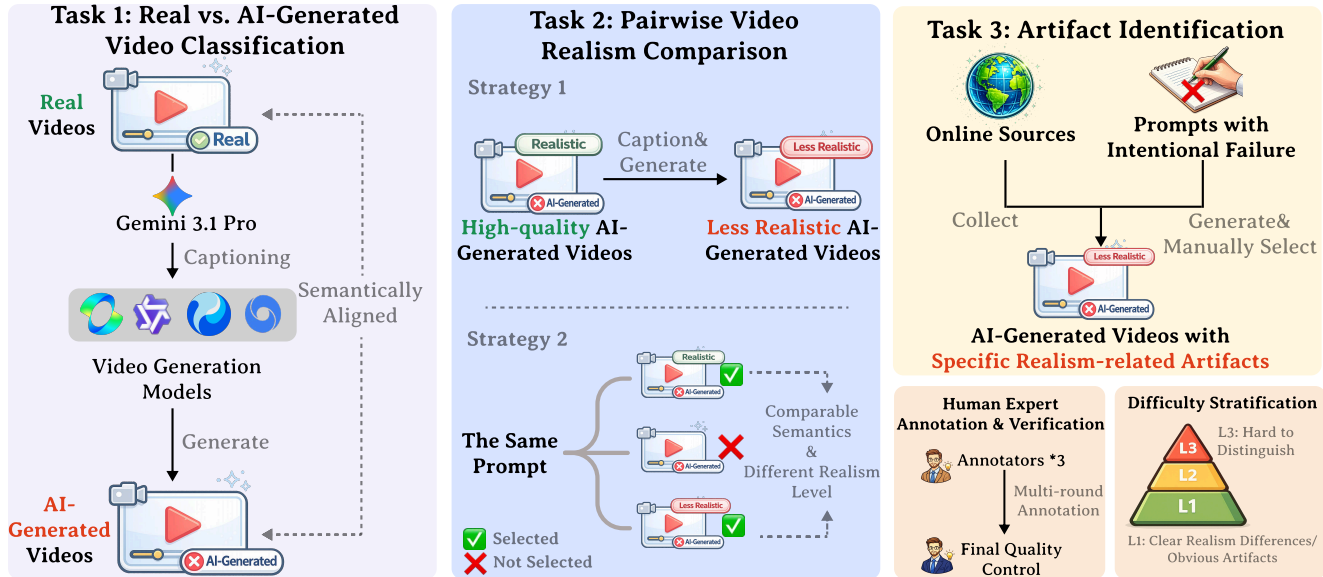 Task 1: Real vs. AI-Generated
Video Classification
Real
Videos
Real
Gemini 3.1 Pro
Captioning
Semantically
Aligned
Video Generation
Models
Generate
AI-
Generated
Videos
AI-Generated
Task 2: Pairwise Video
Realism Comparison
Strategy 1
Realistic
AI-Generated
Caption&
Generate
Less Realistic
AI-Generated
High-quality AI-
Generated Videos
Less Realistic AI-
Generated Videos
Strategy 2
The Same
Prompt
Realistic
AI-Generated
AI-Generated
Less Realistic
AI-Generated
Comparable
Semantics
&
Different Realism
Level
Selected
Not Selected
Task 3: Artifact Identification
Online Sources
Prompts with
Intentional Failure
Collect
Generate&
Manually Select
Less Realistic
AI-Generated
AI-Generated Videos with
Specific Realism-related Artifacts
Human Expert
Annotation & Verification
Annotators *3
Multi-round
Annotation
Final Quality
Control
Difficulty Stratification
L3: Hard to
Distinguish
L3
L2
L1
L1: Clear Realism Differences/
Obvious Artifacts